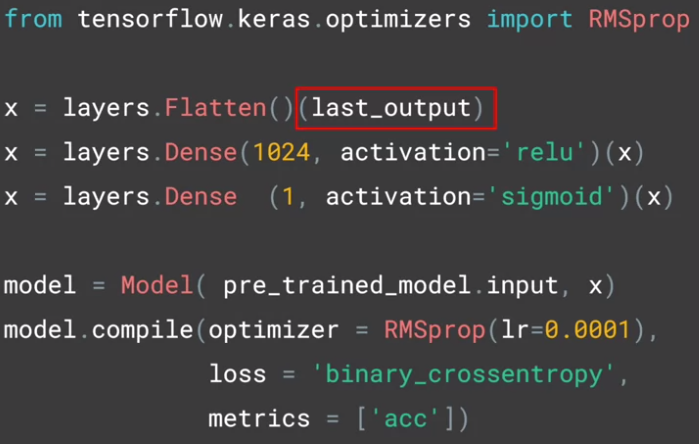 from tensorflow.keras.optimizers import RMSprop
x = layers.Flatten()(last_output)
x = layers.Dense(1024, activation='relu')(x)
x = layers.Dense  (1, activation='sigmoid')(x)
model = Model( pre_trained_model.input, x)
model.compile(optimizer = RMSprop(lr=0.0001),
loss = 'binary_crossentropy',
metrics = ['acc'])